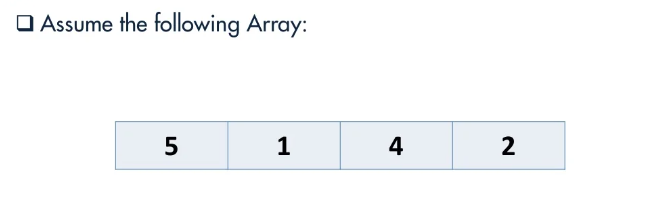 ❑ Assume the following Array:
5 1 4 2